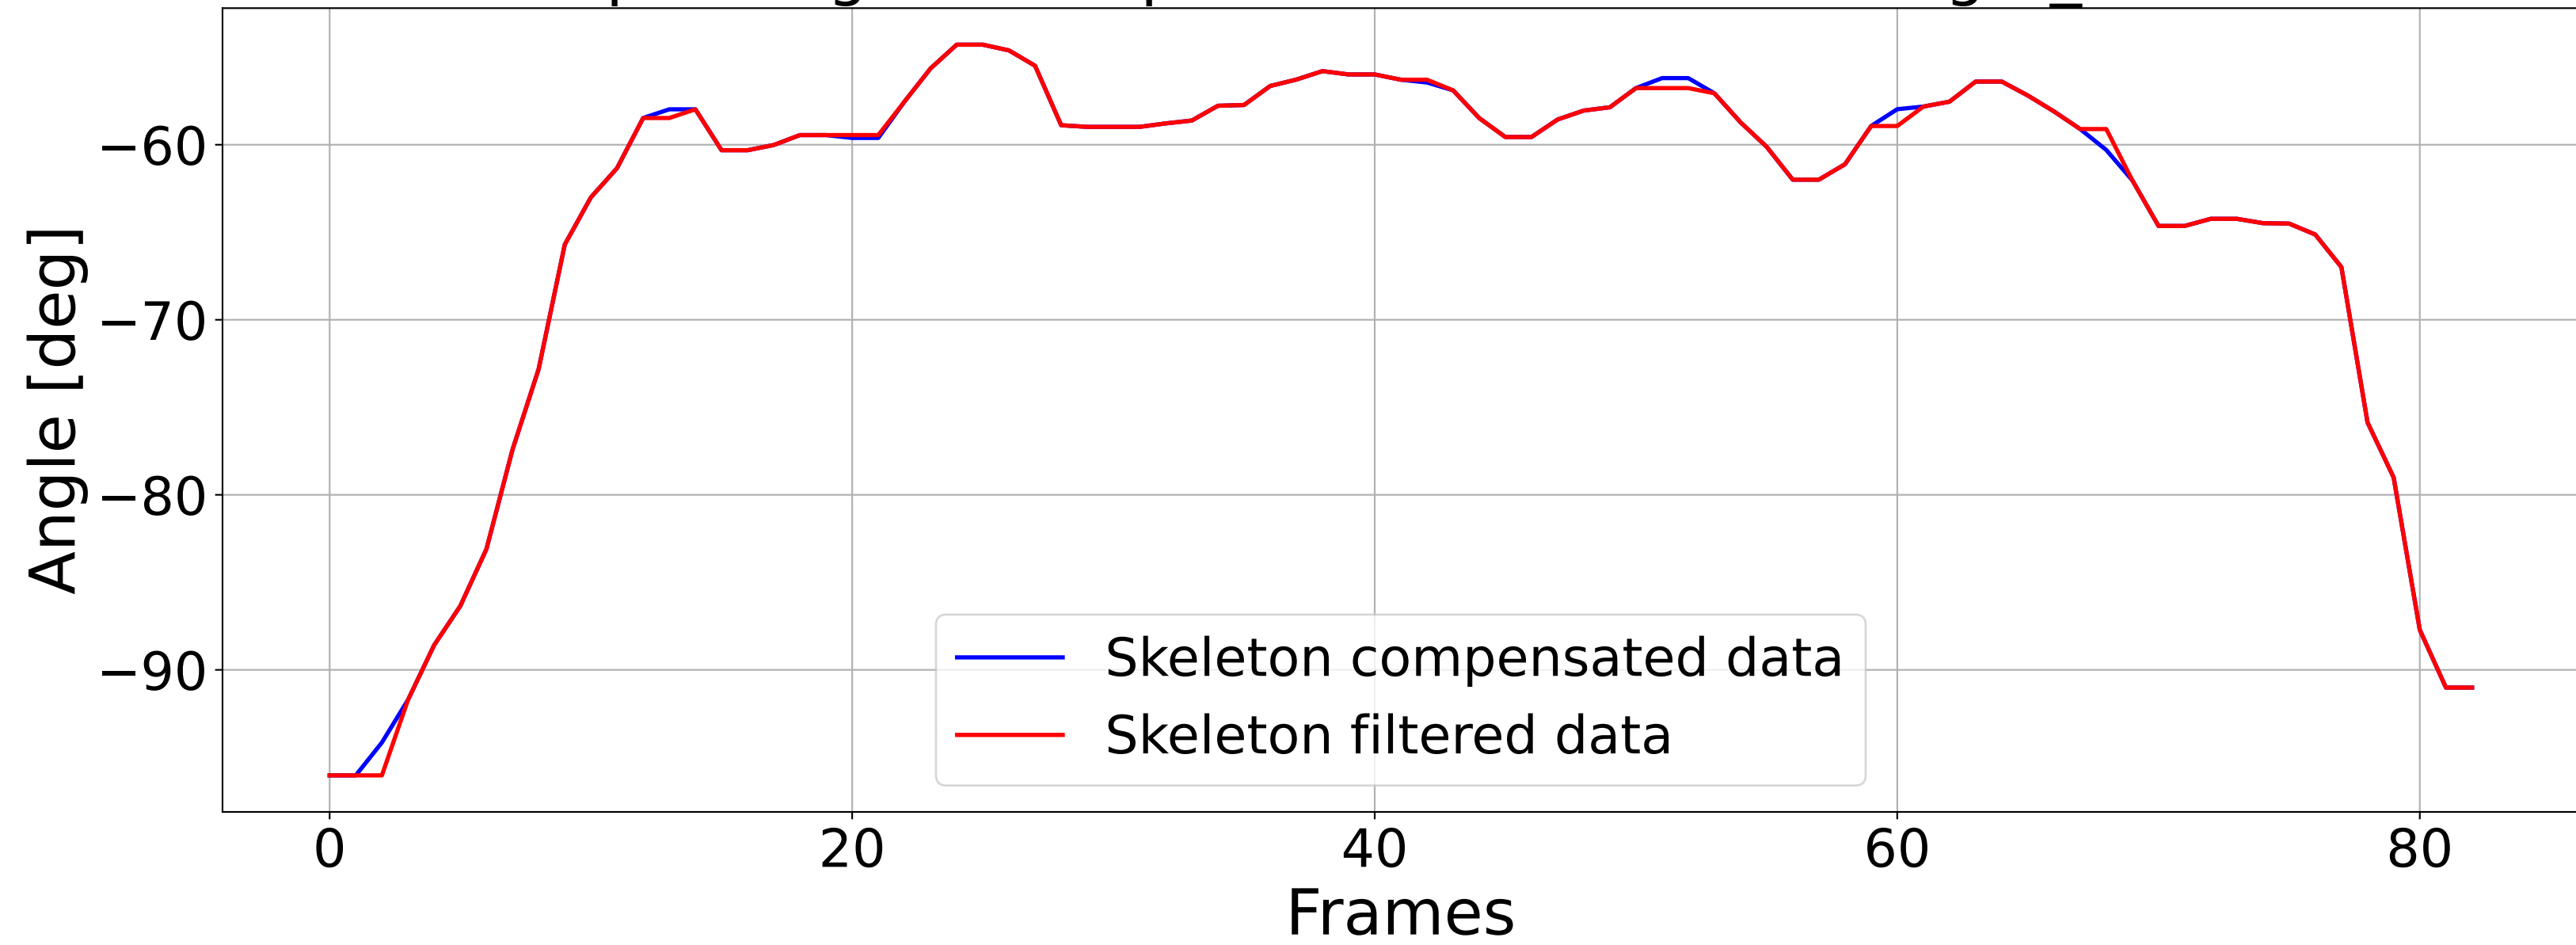 −60
−70
−80
−90
Angle [deg]
Skeleton compensated data
Skeleton filtered data
0 20 40 60 80
Frames